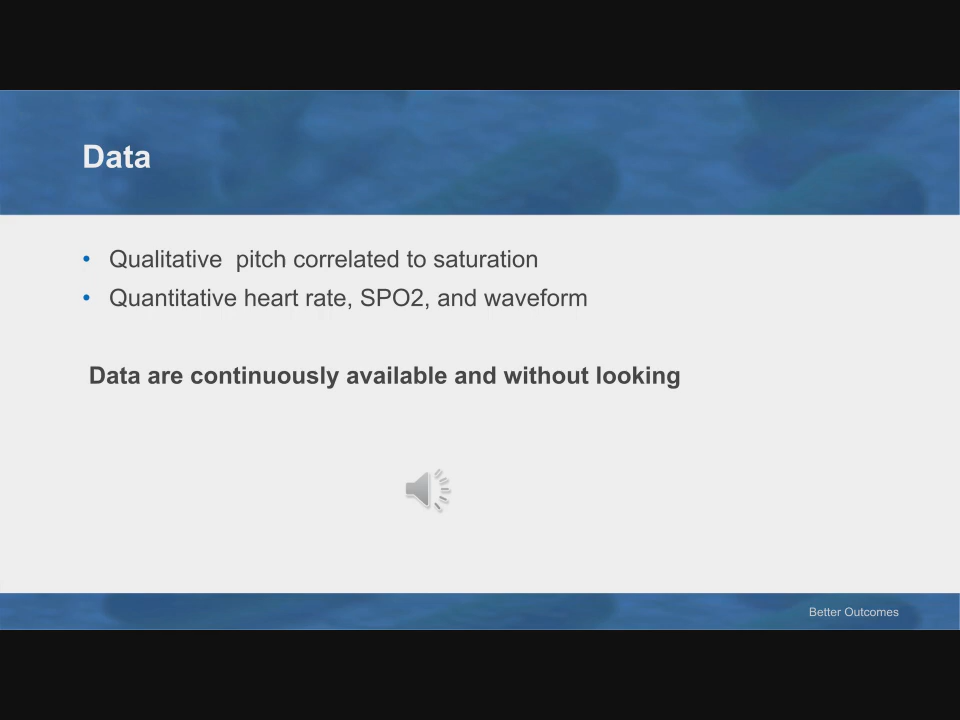 Data
• Qualitative  pitch correlated to saturation
• Quantitative heart rate, SPO2, and waveform
Data are continuously available and without looking
Better Outcomes